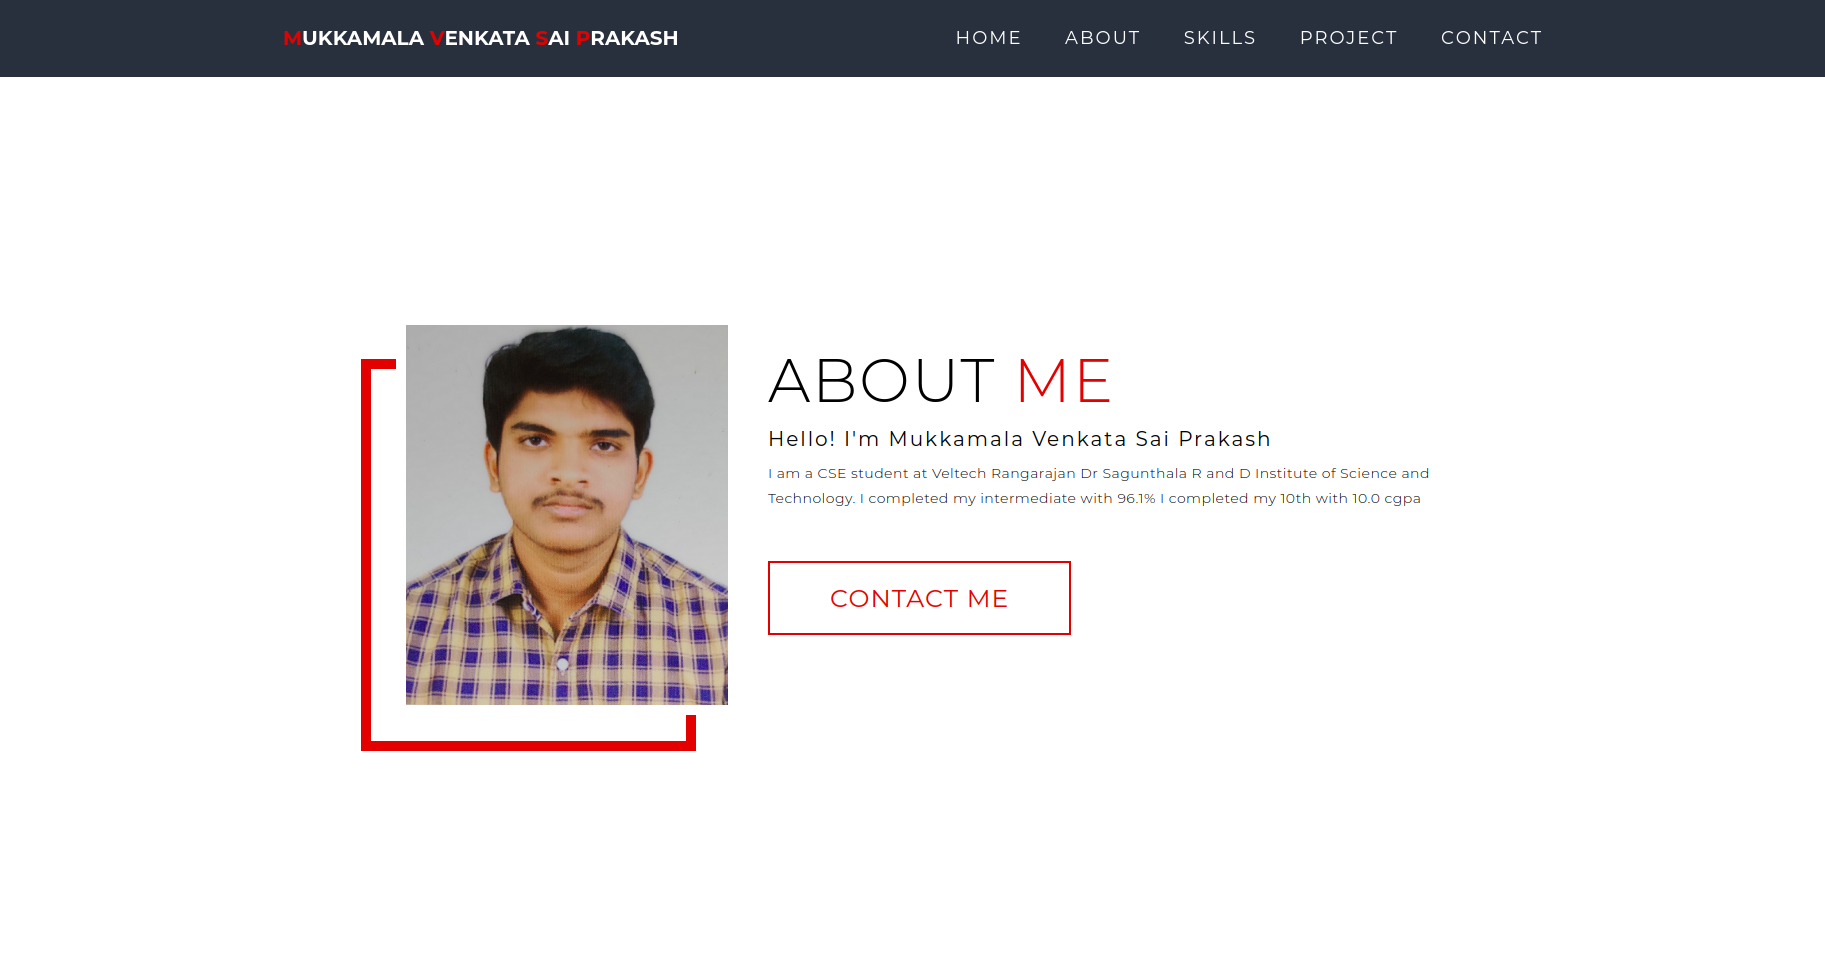 MUKKAMALA VENKATA SAI PRAKASH
HOME ABOUT SKILLS PROJECT CONTACT
ABOUT ME
Hello! I'm Mukkamala Venkata Sai Prakash
I am a CSE student at Veltech Rangarajan Dr Sagunthala R and D Institute of Science and
Technology. I completed my intermediate with 96.1% I completed my 10th with 10.0 cgpa
CONTACT ME